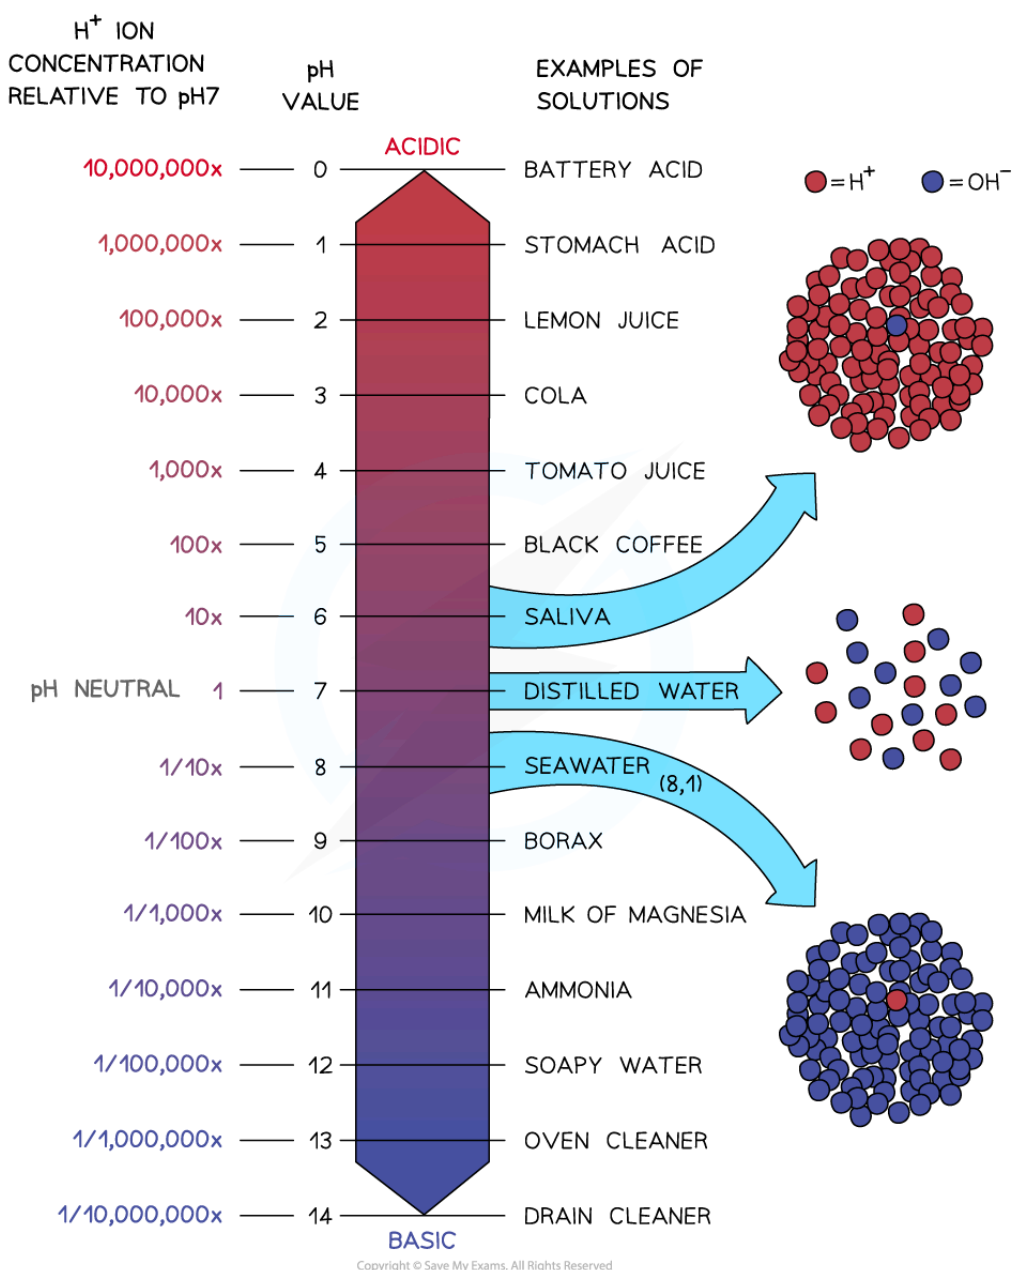 H⁺ ION
CONCENTRATION
RELATIVE TO pH7
pH
VALUE
EXAMPLES OF
SOLUTIONS
ACIDIC
10,000,000x 0 BATTERY ACID
=H⁺ =OH⁻
1,000,000x 1 STOMACH ACID
100,000x 2 LEMON JUICE
10,000x 3 COLA
1,000x 4 TOMATO JUICE
100x 5 BLACK COFFEE
10x 6 SALIVA
pH NEUTRAL 1 7 DISTILLED WATER
1/10x 8 SEAWATER
(8,1)
1/100x 9 BORAX
1/1,000x 10 MILK OF MAGNESIA
1/10,000x 11 AMMONIA
1/100,000x 12 SOAPY WATER
1/1,000,000x 13 OVEN CLEANER
1/10,000,000x 14 DRAIN CLEANER
BASIC
Copyright © Save My Exams. All Rights Reserved